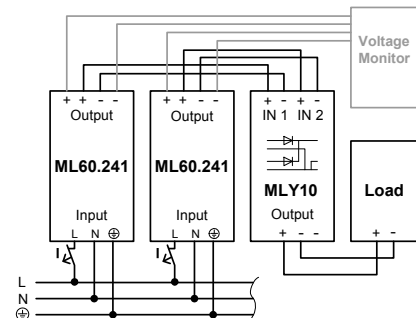 Voltage
Monitor
+ + – –
Output
ML60.241
Input
L N ⏚
I
+ + – –
Output
ML60.241
Input
L N ⏚
I
+ – + –
IN 1 IN 2
MLY10
Output
+ – –
Load
+ –
L
N
⏚